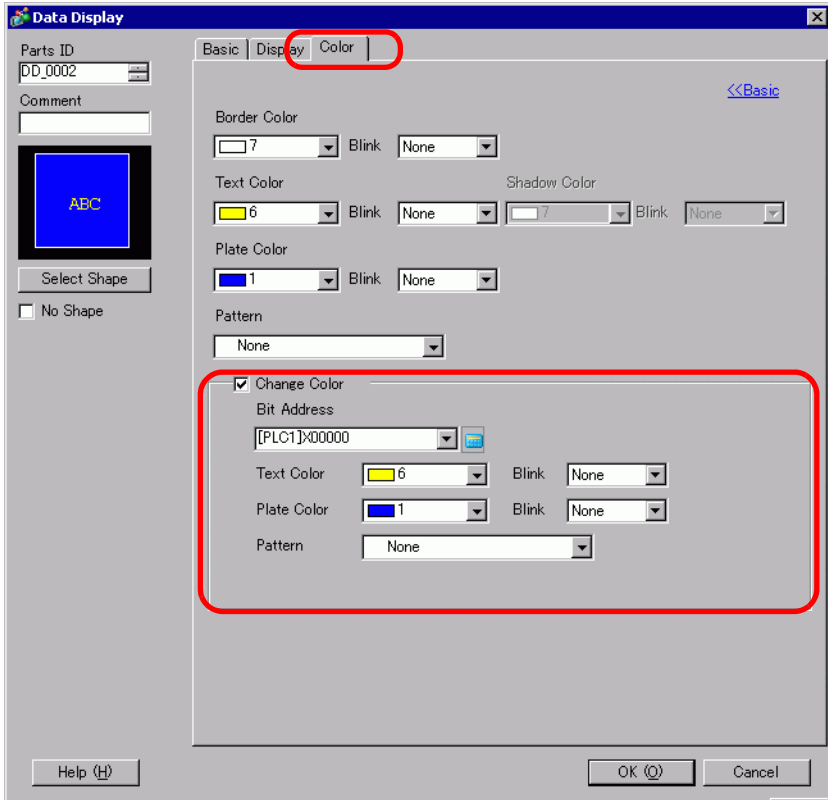 Data Display
Parts ID
DD_0002
Comment
ABC
Select Shape
No Shape
Basic Display Color
<<Basic
Border Color
7 Blink None
Text Color Shadow Color
6 Blink None 7 Blink None
Plate Color
1 Blink None
Pattern
None
Change Color
Bit Address
[PLC1]X00000
Text Color 6 Blink None
Plate Color 1 Blink None
Pattern None
Help (H) OK (O) Cancel